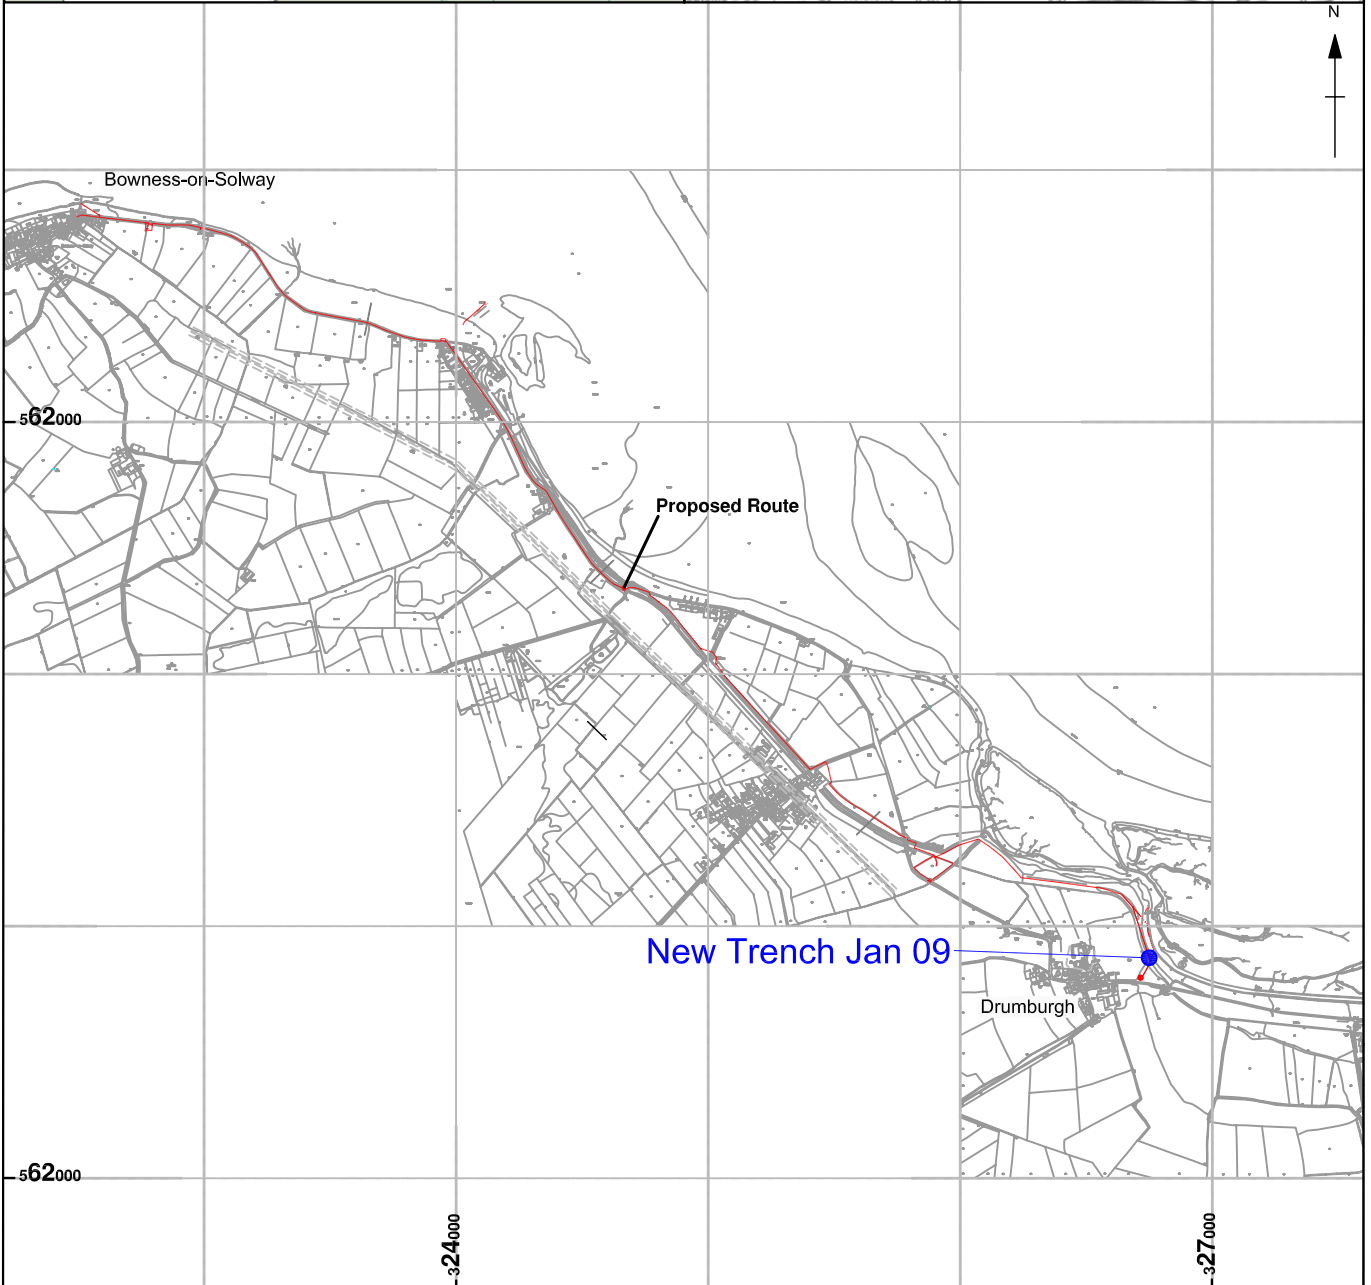 N
Bowness-on-Solway
562000
Proposed Route
New Trench Jan 09
Drumburgh
562000
324000
327000